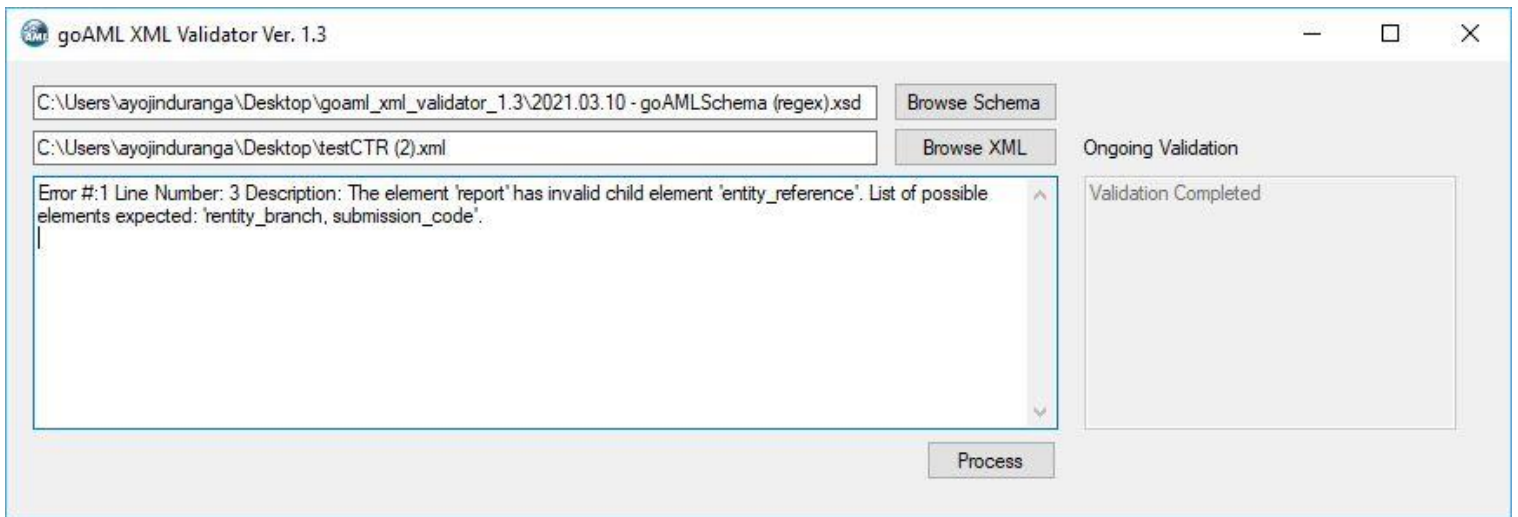 goAML XML Validator Ver. 1.3
C:\Users\ayojinduranga\Desktop\goaml_xml_validator_1.3\2021.03.10 - goAMLSchema (regex).xsd
Browse Schema
C:\Users\ayojinduranga\Desktop\testCTR (2).xml
Browse XML
Ongoing Validation
Error #:1 Line Number: 3 Description: The element 'report' has invalid child element 'entity_reference'. List of possible
elements expected: 'rentity_branch, submission_code'.
Validation Completed
Process